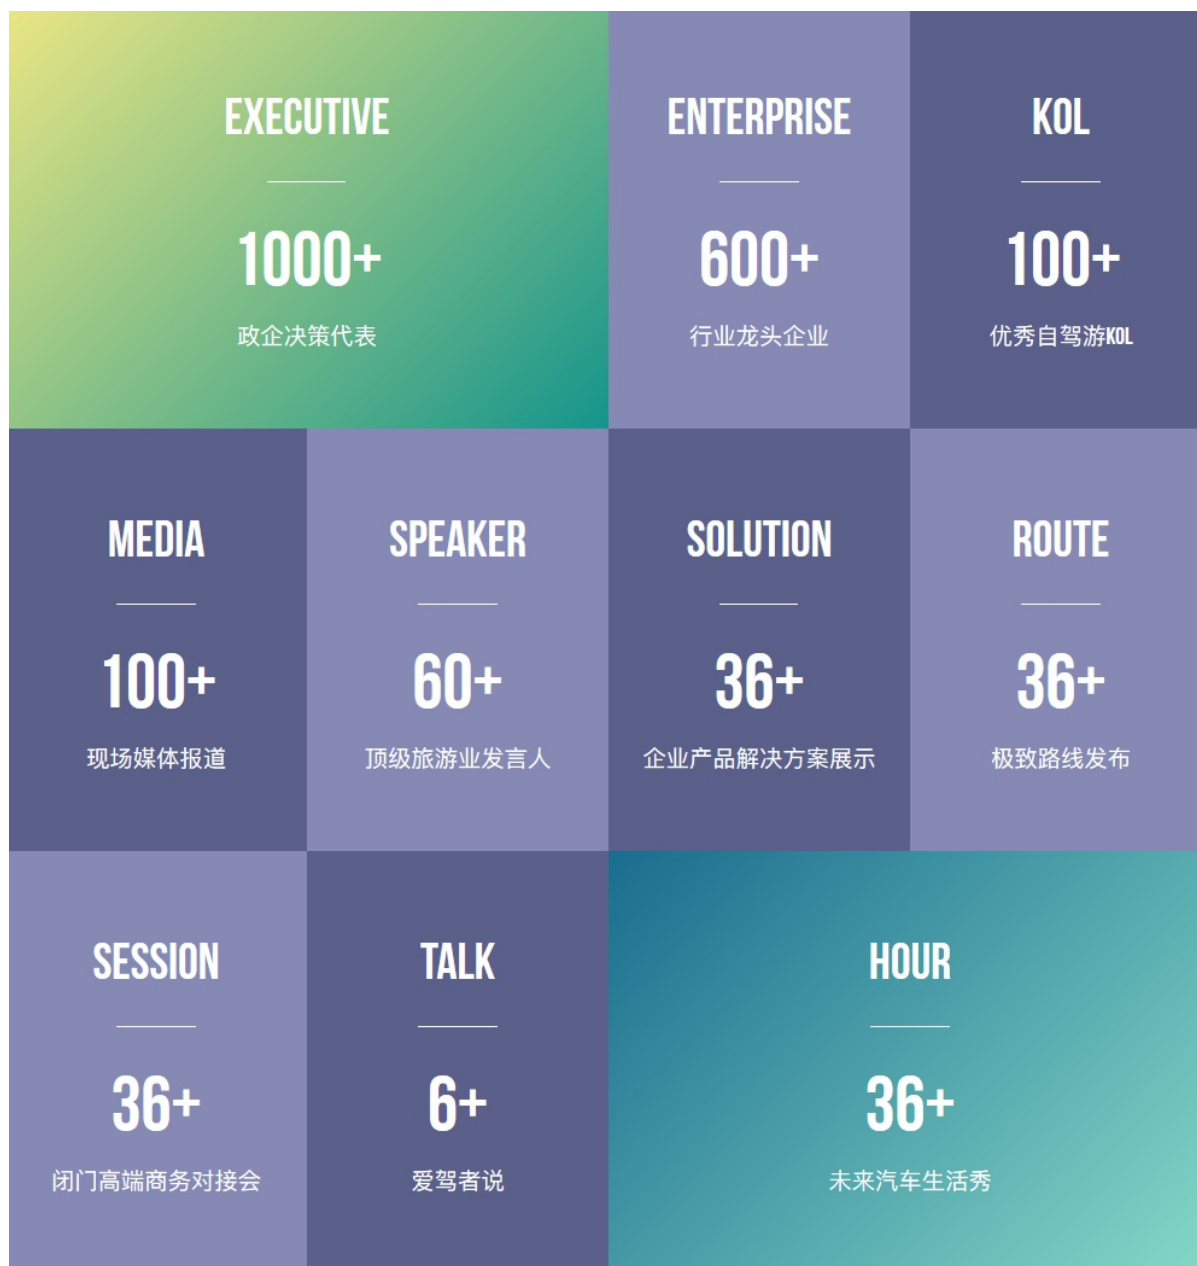 EXECUTIVE
1000+
政企决策代表
ENTERPRISE
600+
行业龙头企业
KOL
100+
优秀自驾游KOL
MEDIA
100+
现场媒体报道
SPEAKER
60+
顶级旅游业发言人
SOLUTION
36+
企业产品解决方案展示
ROUTE
36+
极致路线发布
SESSION
36+
闭门高端商务对接会
TALK
6+
爱驾者说
HOUR
36+
未来汽车生活秀